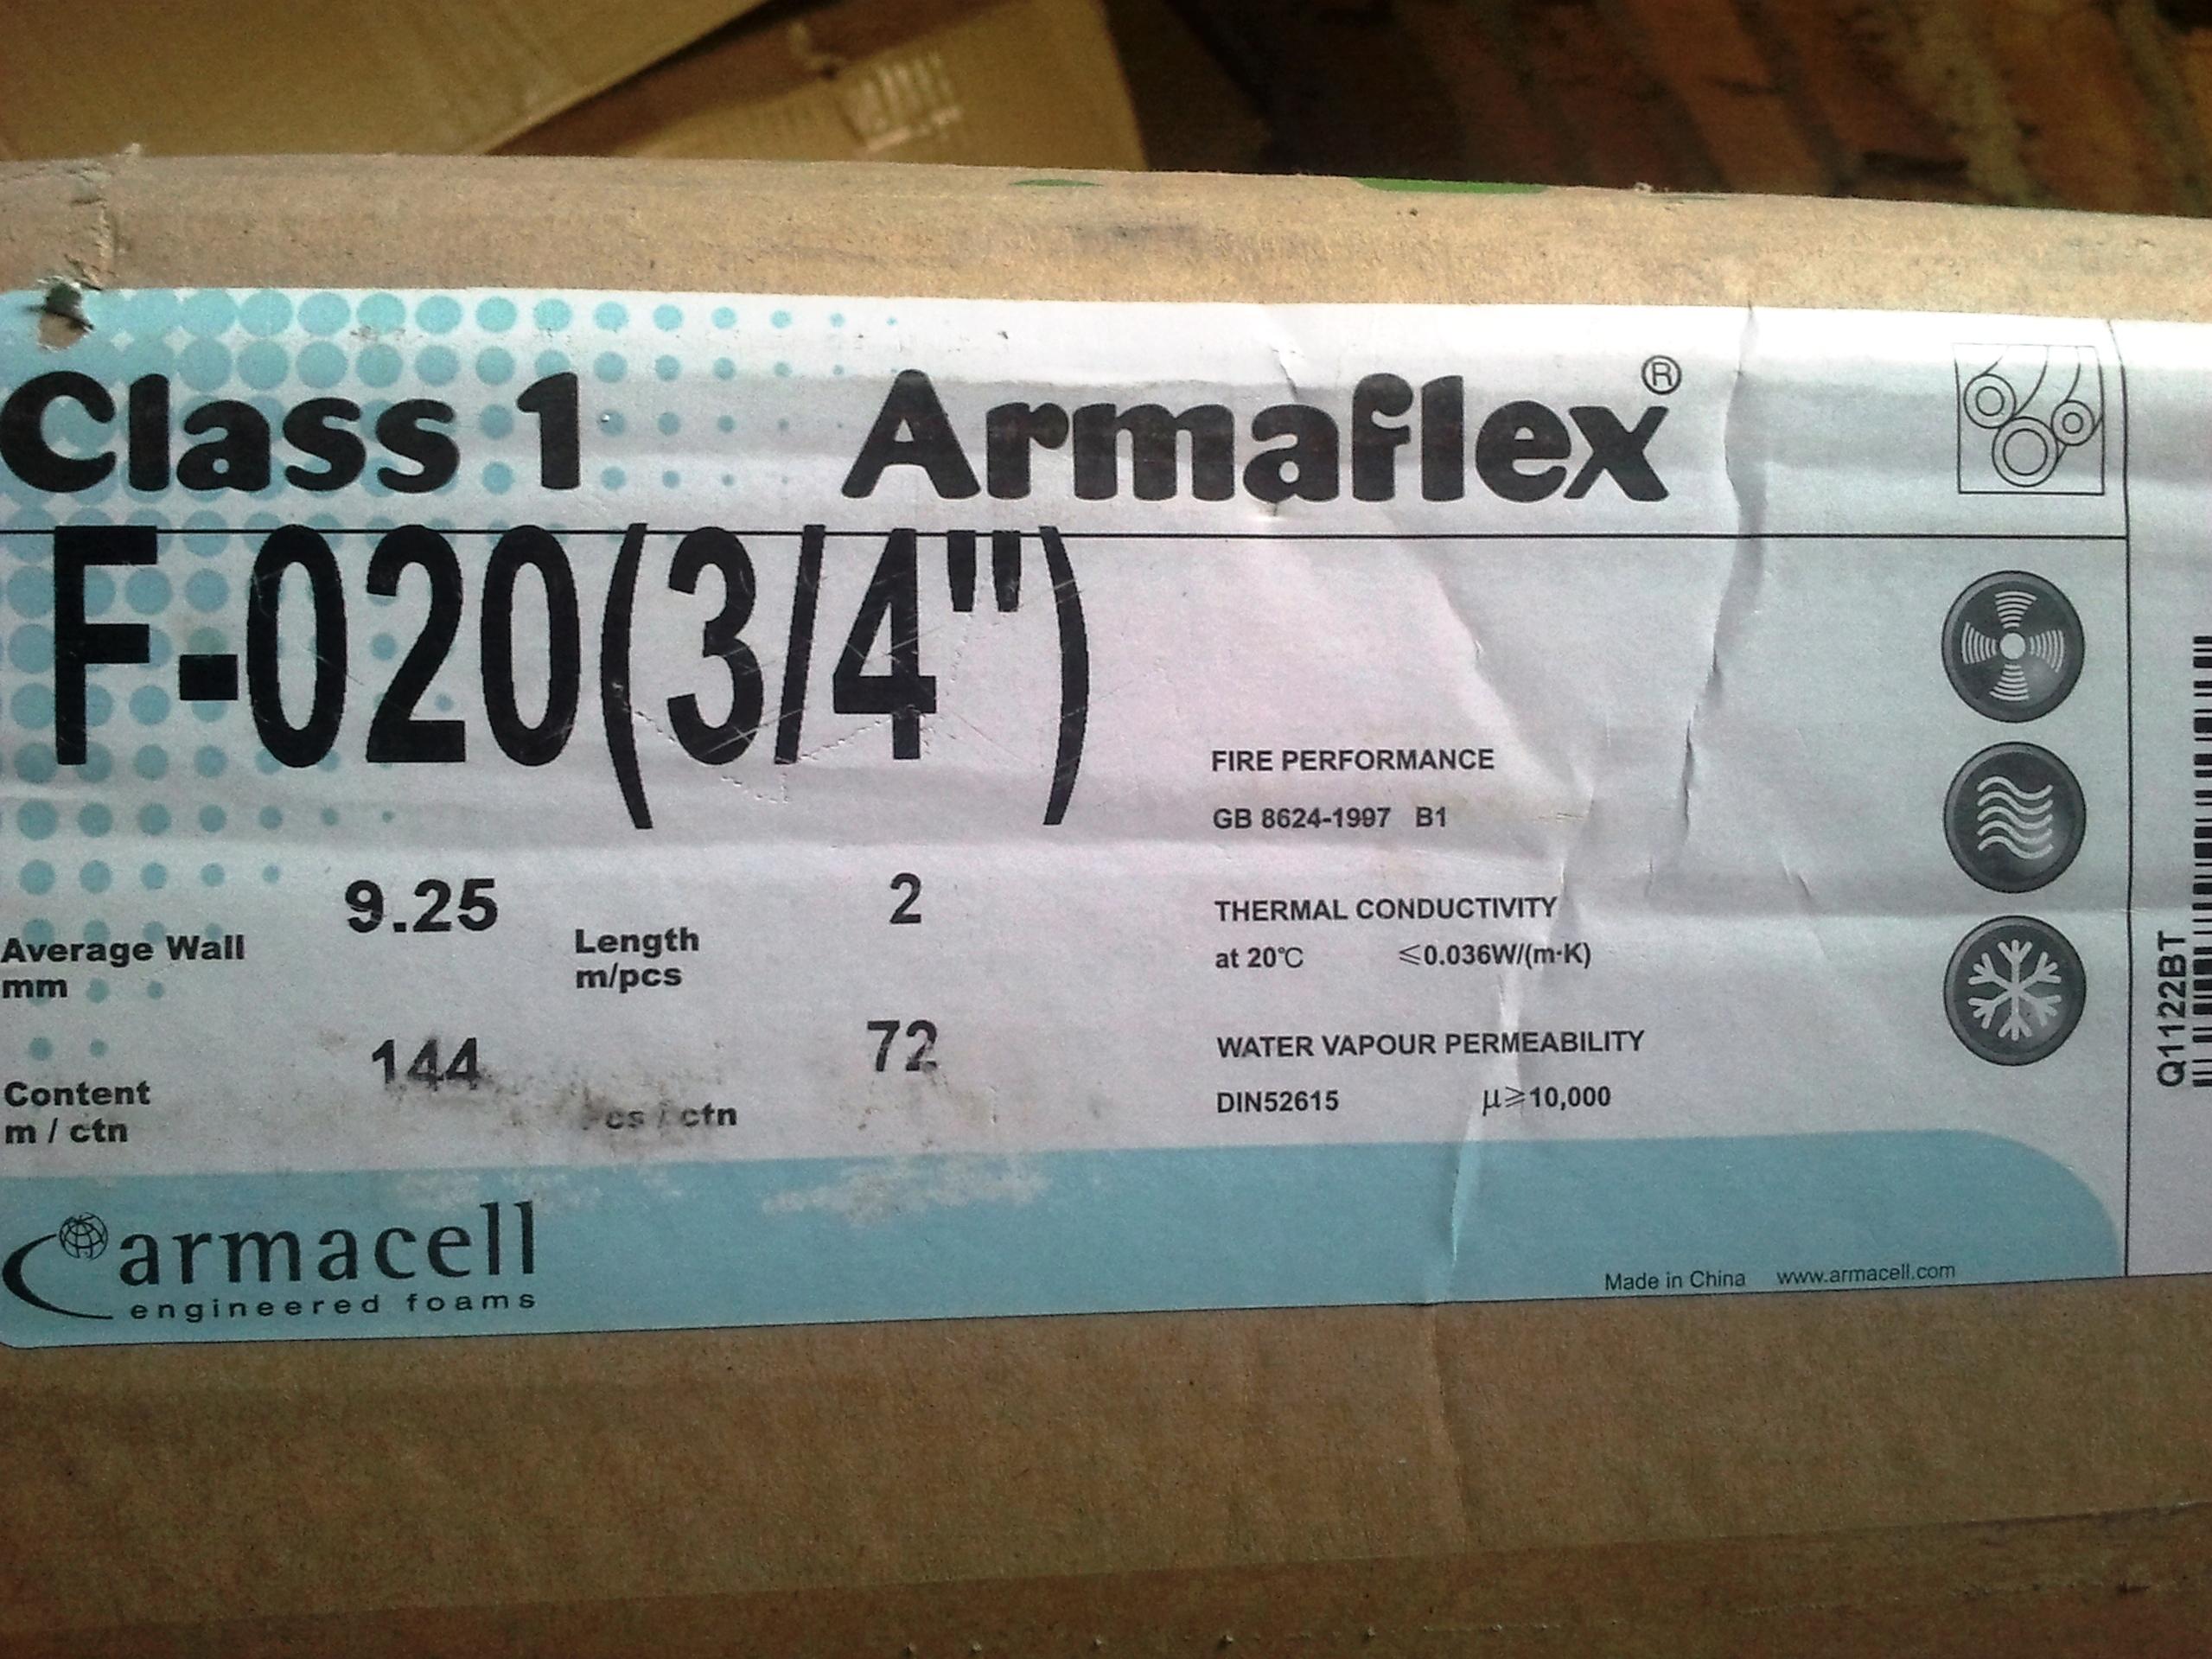 Class 1 Armaflex®
F-020(3/4")
FIRE PERFORMANCE
GB 8624-1997 B1
Average Wall mm 9.25
Length m/pcs 2
THERMAL CONDUCTIVITY
at 20℃ ≤0.036W/(m·K)
Content m / ctn 144
cs / ctn 72
WATER VAPOUR PERMEABILITY
DIN52615 μ≥10,000
armacell
engineered foams
Made in China www.armacell.com
Q1122BT